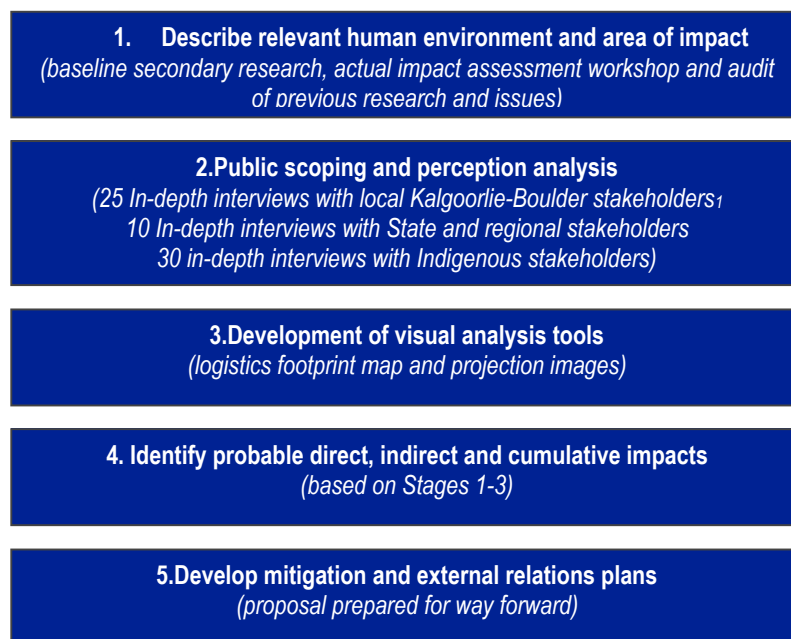 1. Describe relevant human environment and area of impact
(baseline secondary research, actual impact assessment workshop and audit
of previous research and issues)
2.Public scoping and perception analysis
(25 In-depth interviews with local Kalgoorlie-Boulder stakeholders1
10 In-depth interviews with State and regional stakeholders
30 in-depth interviews with Indigenous stakeholders)
3.Development of visual analysis tools
(logistics footprint map and projection images)
4. Identify probable direct, indirect and cumulative impacts
(based on Stages 1-3)
5.Develop mitigation and external relations plans
(proposal prepared for way forward)